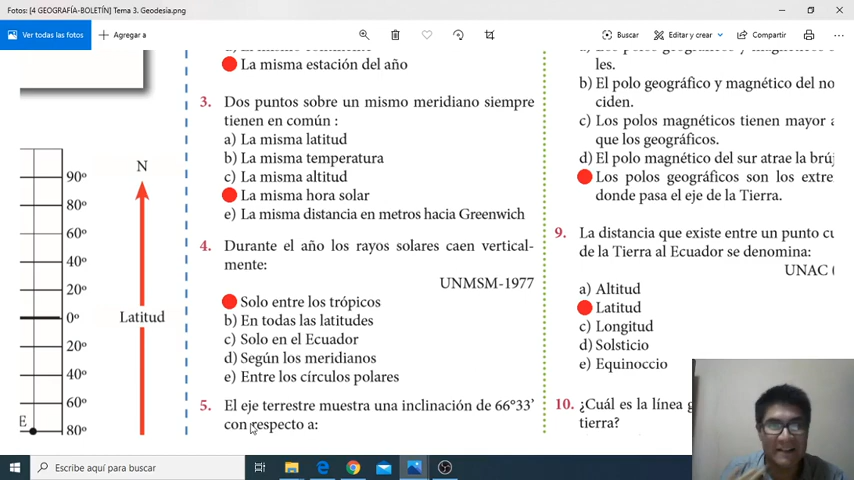 Fotos: [4 GEOGRAFÍA-BOLETÍN] Tema 3. Geodesia.png
Ver todas las fotos
Agregar a
Buscar
Editar y crear
Compartir
La misma estación del año
3. Dos puntos sobre un mismo meridiano siempre
tienen en común :
a) La misma latitud
b) La misma temperatura
c) La misma altitud
La misma hora solar
e) La misma distancia en metros hacia Greenwich
4. Durante el año los rayos solares caen vertical-
mente:
UNMSM-1977
Solo entre los trópicos
b) En todas las latitudes
c) Solo en el Ecuador
d) Según los meridianos
e) Entre los círculos polares
5. El eje terrestre muestra una inclinación de 66°33’
con respecto a:
90º
80º
60º
40º
20º
0º
20º
40º
60º
80º
N
Latitud
E
les.
b) El polo geográfico y magnético del no
ciden.
c) Los polos magnéticos tienen mayor a
que los geográficos.
d) El polo magnético del sur atrae la brúj
Los polos geográficos son los extre
donde pasa el eje de la Tierra.
9. La distancia que existe entre un punto cu
de la Tierra al Ecuador se denomina:
UNAC (
a) Altitud
Latitud
c) Longitud
d) Solsticio
e) Equinoccio
10. ¿Cuál es la línea g
tierra?
Escribe aquí para buscar